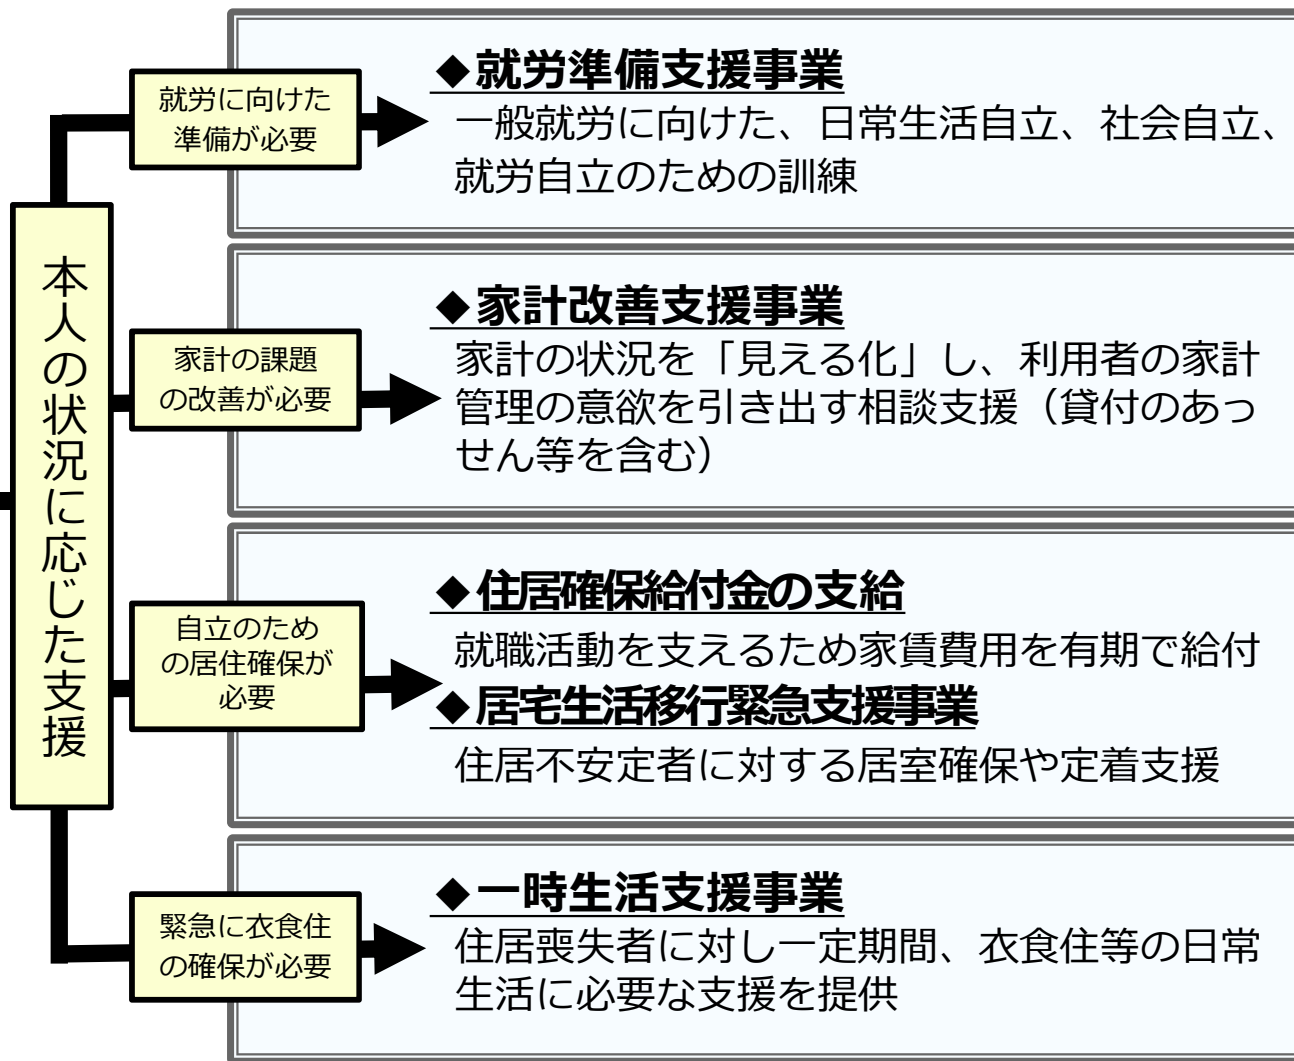 本人の状況に応じた支援
就労に向けた
準備が必要
◆就労準備支援事業
一般就労に向けた、日常生活自立、社会自立、
就労自立のための訓練
家計の課題
の改善が必要
◆家計改善支援事業
家計の状況を「見える化」し、利用者の家計
管理の意欲を引き出す相談支援（貸付のあっ
せん等を含む）
自立のため
の居住確保が
必要
◆住居確保給付金の支給
就職活動を支えるため家賃費用を有期で給付
◆居宅生活移行緊急支援事業
住居不安定者に対する居室確保や定着支援
緊急に衣食住
の確保が必要
◆一時生活支援事業
住居喪失者に対し一定期間、衣食住等の日常
生活に必要な支援を提供